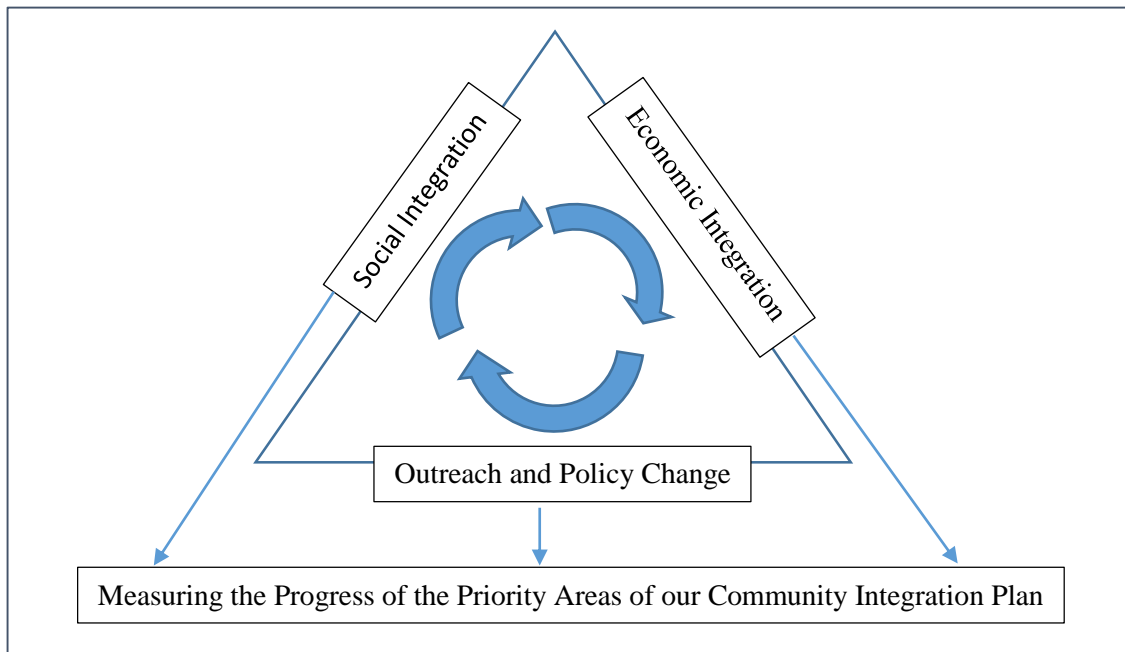 Social Integration
Economic Integration
Outreach and Policy Change
Measuring the Progress of the Priority Areas of our Community Integration Plan